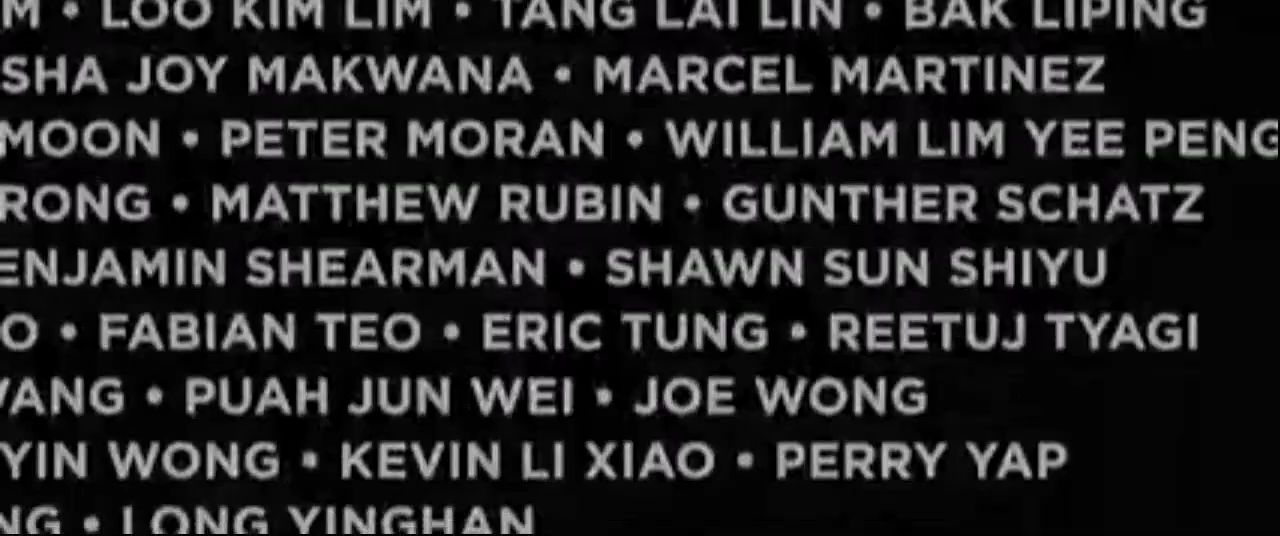 M • LOO KIM LIM • TANG LAI LIN • BAK LIPING
SHA JOY MAKWANA • MARCEL MARTINEZ
MOON • PETER MORAN • WILLIAM LIM YEE PENG
RONG • MATTHEW RUBIN • GUNTHER SCHATZ
ENJAMIN SHEARMAN • SHAWN SUN SHIYU
O • FABIAN TEO • ERIC TUNG • REETUJ TYAGI
ANG • PUAH JUN WEI • JOE WONG
YIN WONG • KEVIN LI XIAO • PERRY YAP
NG • LONG YINGHAN